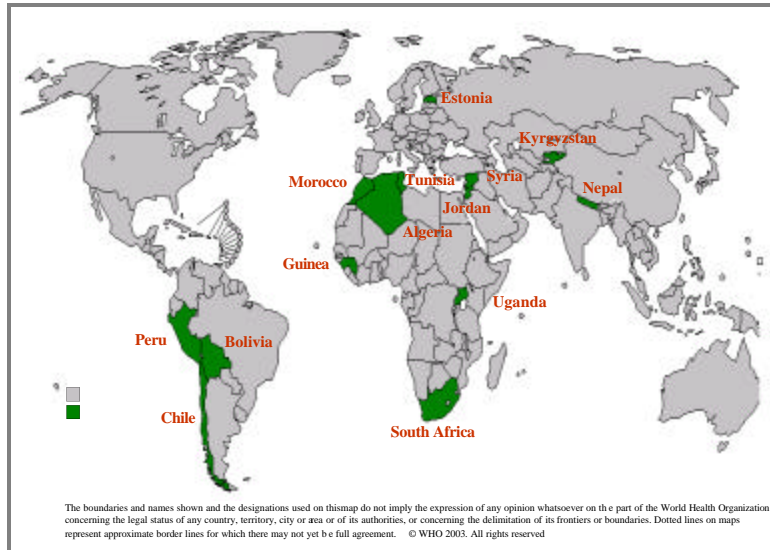 Estonia
Kyrgyzstan
Morocco
Tunisia
Syria
Nepal
Jordan
Algeria
Guinea
Uganda
Peru
Bolivia
Chile
South Africa
The boundaries and names shown and the designations used on thismap do not imply the expression of any opinion whatsoever on th e part of the World Health Organization
concerning the legal status of any country, territory, city or area or of its authorities, or concerning the delimitation of its frontiers or boundaries. Dotted lines on maps
represent approximate border lines for which there may not yet b e full agreement. © WHO 2003. All rights reserved